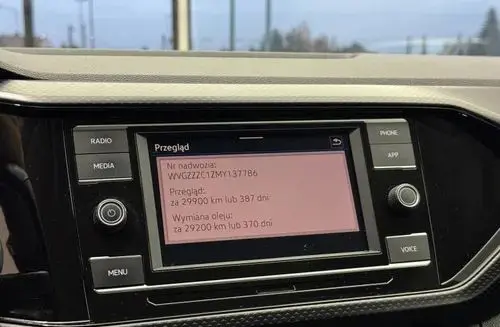 RADIO
MEDIA
MENU
Przegląd
Nr nadwozia:
WVGZZZC1ZMY137786
Przegląd:
za 29900 km lub 387 dni
Wymiana oleju:
za 29200 km lub 370 dni
PHONE
APP
VOICE